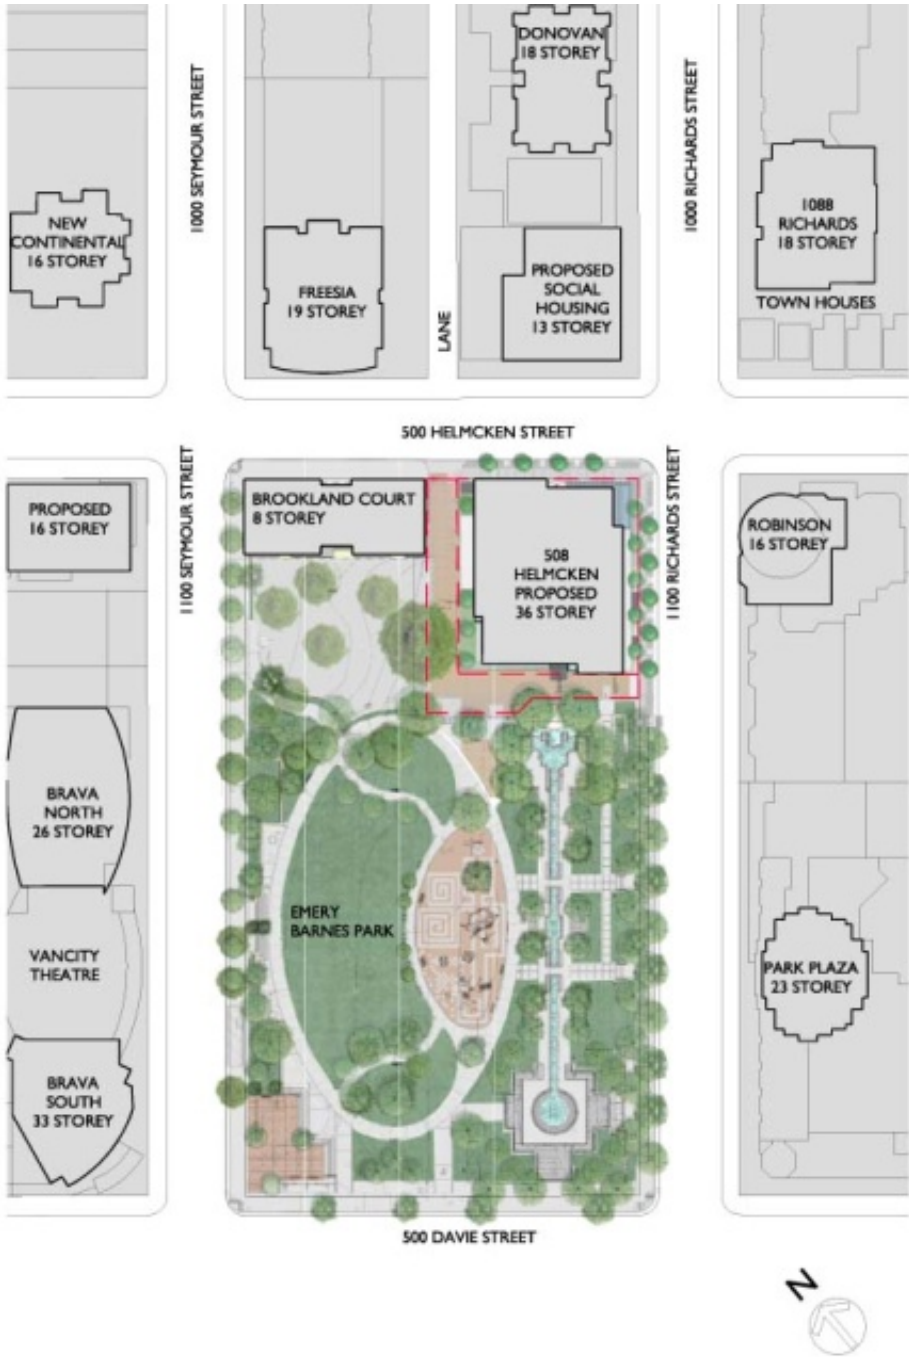 DONOVAN
18 STOREY
1000 SEYMOUR STREET
1000 RICHARDS STREET
NEW
CONTINENTAL
16 STOREY
FREESIA
19 STOREY
LANE
PROPOSED
SOCIAL
HOUSING
13 STOREY
1088
RICHARDS
18 STOREY
TOWN HOUSES
500 HELMCKEN STREET
PROPOSED
16 STOREY
1100 SEYMOUR STREET
BROOKLAND COURT
8 STOREY
508
HELMCKEN
PROPOSED
36 STOREY
1100 RICHARDS STREET
ROBINSON
16 STOREY
BRAVA
NORTH
26 STOREY
EMERY
BARNES PARK
VANCITY
THEATRE
PARK PLAZA
23 STOREY
BRAVA
SOUTH
33 STOREY
500 DAVIE STREET
N